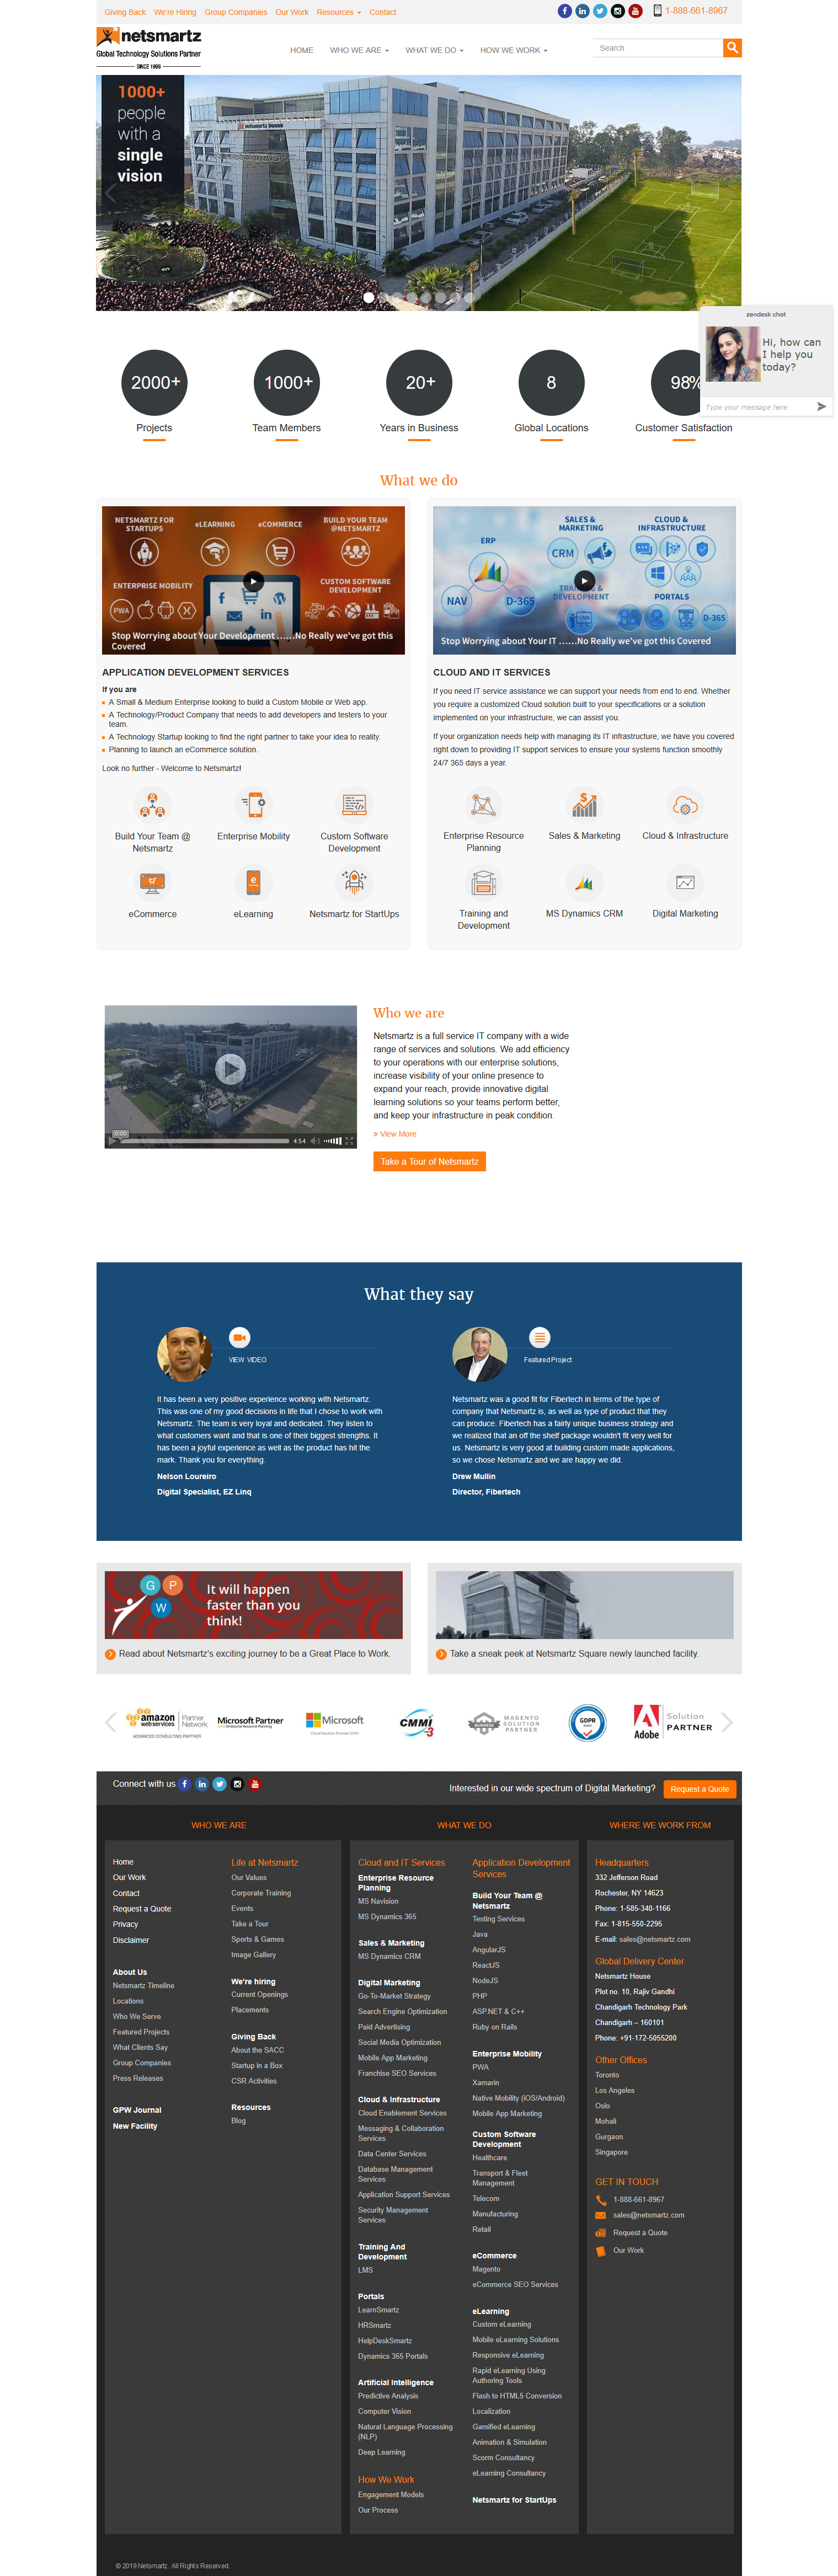 Giving Back We're Hiring Group Companies Our Work Resources Contact
1-888-661-8967
netsmartz
Global Technology Solutions Partner
SINCE 1999
HOME WHO WE ARE WHAT WE DO HOW WE WORK
Search
1000+
people
with a
single
vision
netsmartz house
zendesk chat
Hi, how can
I help you
today?
Type your message here
2000+ 1000+ 20+ 8 98%
Projects Team Members Years in Business Global Locations Customer Satisfaction
What we do
NETSMARTZ FOR STARTUPS eLEARNING eCOMMERCE BUILD YOUR TEAM @NETSMARTZ
ENTERPRISE MOBILITY CUSTOM SOFTWARE DEVELOPMENT
PWA
Stop Worrying about Your Development ......No Really we've got this
Covered
ERP SALES & MARKETING CLOUD & INFRASTRUCTURE
CRM
NAV D-365 TRAINING & DEVELOPMENT PORTALS
D-365
Stop Worrying about Your IT ......No Really we've got this Covered
APPLICATION DEVELOPMENT SERVICES
If you are
A Small & Medium Enterprise looking to build a Custom Mobile or Web app.
A Technology/Product Company that needs to add developers and testers to your
team.
A Technology Startup looking to find the right partner to take your idea to reality.
Planning to launch an eCommerce solution.
Look no further - Welcome to Netsmartz!
Build Your Team @
Netsmartz
Enterprise Mobility
Custom Software
Development
eCommerce
eLearning
Netsmartz for StartUps
CLOUD AND IT SERVICES
If you need IT service assistance we can support your needs from end to end. Whether
you require a customized Cloud solution built to your specifications or a solution
implemented on your infrastructure, we can assist you.
If your organization needs help with managing its IT infrastructure, we have you covered
right down to providing IT support services to ensure your systems function smoothly
24/7 365 days a year.
Enterprise Resource
Planning
Sales & Marketing
Cloud & Infrastructure
Training and
Development
MS Dynamics CRM
Digital Marketing
0:00
4:54
Who we are
Netsmartz is a full service IT company with a wide
range of services and solutions. We add efficiency
to your operations with our enterprise solutions,
increase visibility of your online presence to
expand your reach, provide innovative digital
learning solutions so your teams perform better,
and keep your infrastructure in peak condition.
» View More
Take a Tour of Netsmartz
What they say
VIEW VIDEO
It has been a very positive experience working with Netsmartz.
This was one of my good decisions in life that I chose to work with
Netsmartz. The team is very loyal and dedicated. They listen to
what customers want and that is one of their biggest strengths. It
has been a joyful experience as well as the product has hit the
mark. Thank you for everything.
Nelson Loureiro
Digital Specialist, EZ Linq
Featured Project
Netsmartz was a good fit for Fibertech in terms of the type of
company that Netsmartz is, as well as type of product that they
can produce. Fibertech has a fairly unique business strategy and
we realized that an off the shelf package wouldn't fit very well for
us. Netsmartz is very good at building custom made applications,
so we chose Netsmartz and we are happy we did.
Drew Mullin
Director, Fibertech
G P W
It will happen
faster than you
think!
Read about Netsmartz's exciting journey to be a Great Place to Work.
Take a sneak peek at Netsmartz Square newly launched facility.
amazon webservices Partner Network
ADVANCED CONSULTING PARTNER
Microsoft Partner
Enterprise Resource Planning
Microsoft
CMMI 3
MAGENTO
SOLUTION
PARTNER
GDPR
Adobe Solution PARTNER
Connect with us
Interested in our wide spectrum of Digital Marketing?
Request a Quote
WHO WE ARE
Home
Our Work
Contact
Request a Quote
Privacy
Disclaimer
About Us
Netsmartz Timeline
Locations
Who We Serve
Featured Projects
What Clients Say
Group Companies
Press Releases
GPW Journal
New Facility
Life at Netsmartz
Our Values
Corporate Training
Events
Take a Tour
Sports & Games
Image Gallery
We're hiring
Current Openings
Placements
Giving Back
About the SACC
Startup in a Box
CSR Activities
Resources
Blog
WHAT WE DO
Cloud and IT Services
Enterprise Resource
Planning
MS Navision
MS Dynamics 365
Sales & Marketing
MS Dynamics CRM
Digital Marketing
Go-To-Market Strategy
Search Engine Optimization
Paid Advertising
Social Media Optimization
Mobile App Marketing
Franchise SEO Services
Cloud & Infrastructure
Cloud Enablement Services
Messaging & Collaboration
Services
Data Center Services
Database Management
Services
Application Support Services
Security Management
Services
Training And
Development
LMS
Portals
LearnSmartz
HRSmartz
HelpDeskSmartz
Dynamics 365 Portals
Artificial Intelligence
Predictive Analysis
Computer Vision
Natural Language Processing
(NLP)
Deep Learning
How We Work
Engagement Models
Our Process
Application Development
Services
Build Your Team @
Netsmartz
Testing Services
Java
AngularJS
ReactJS
NodeJS
PHP
ASP.NET & C++
Ruby on Rails
Enterprise Mobility
PWA
Xamarin
Native Mobility (iOS/Android)
Mobile App Marketing
Custom Software
Development
Healthcare
Transport & Fleet
Management
Telecom
Manufacturing
Retail
eCommerce
Magento
eCommerce SEO Services
eLearning
Custom eLearning
Mobile eLearning Solutions
Responsive eLearning
Rapid eLearning Using
Authoring Tools
Flash to HTML5 Conversion
Localization
Gamified eLearning
Animation & Simulation
Scorm Consultancy
eLearning Consultancy
Netsmartz for StartUps
WHERE WE WORK FROM
Headquarters
332 Jefferson Road
Rochester, NY 14623
Phone: 1-585-340-1166
Fax: 1-815-550-2295
E-mail: sales@netsmartz.com
Global Delivery Center
Netsmartz House
Plot no. 10, Rajiv Gandhi
Chandigarh Technology Park
Chandigarh – 160101
Phone: +91-172-5055200
Other Offices
Toronto
Los Angeles
Oslo
Mohali
Gurgaon
Singapore
GET IN TOUCH
1-888-661-8967
sales@netsmartz.com
Request a Quote
Our Work
© 2019 Netsmartz. All Rights Reserved.